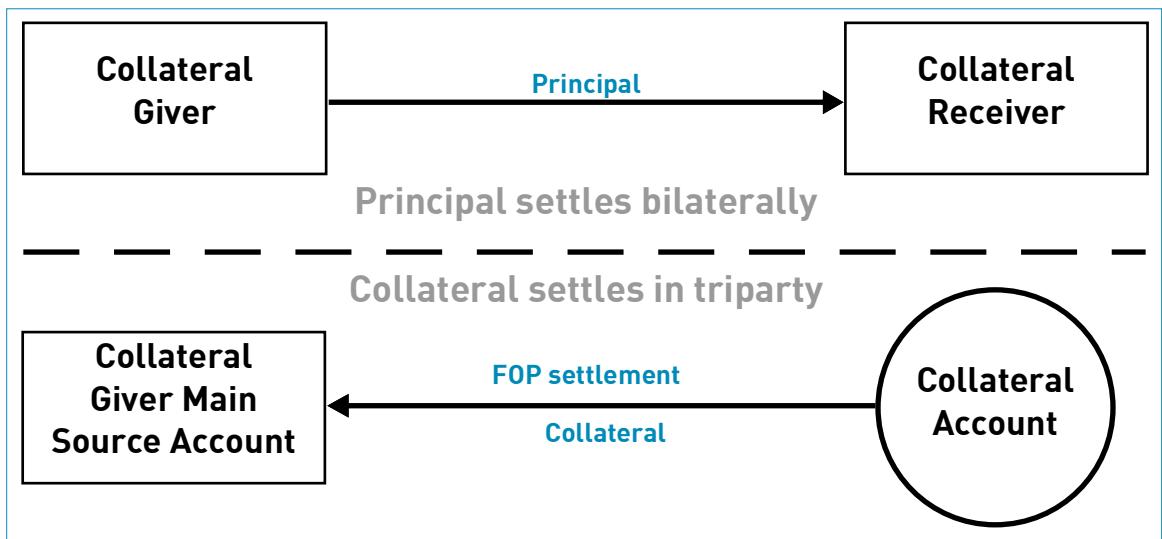 Collateral
Giver
Principal
Collateral
Receiver
Principal settles bilaterally
Collateral settles in triparty
Collateral
Giver Main
Source Account
FOP settlement
Collateral
Collateral
Account